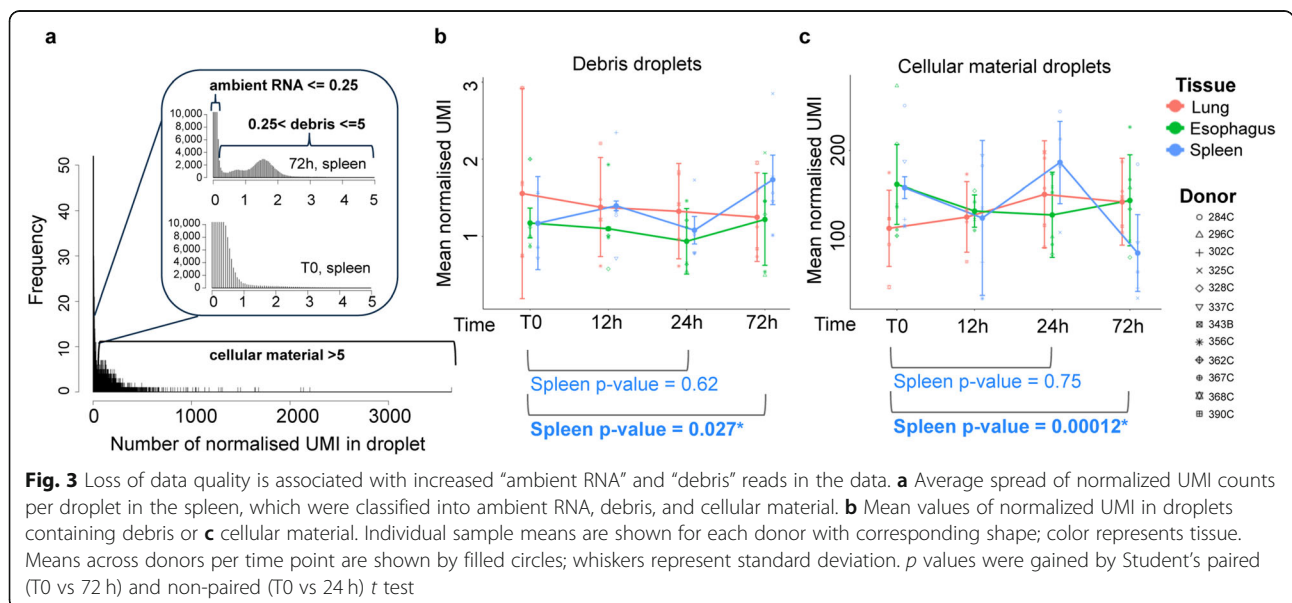 a
ambient RNA <= 0.25
10,000
8,000
6,000
4,000
2,000
0
0.25< debris <=5
72h, spleen
0 1 2 3 4 5
10,000
8,000
6,000
4,000
2,000
0
T0, spleen
0 1 2 3 4 5
Frequency
50
40
30
20
10
0
cellular material >5
0 1000 2000 3000
Number of normalised UMI in droplet
b
Debris droplets
Mean normalised UMI
3
2
1
Time T0 12h 24h 72h
Spleen p-value = 0.62
Spleen p-value = 0.027*
c
Cellular material droplets
Mean normalised UMI
200
100
Time T0 12h 24h 72h
Spleen p-value = 0.75
Spleen p-value = 0.00012*
Tissue
Lung
Esophagus
Spleen
Donor
284C
296C
302C
325C
328C
337C
343B
356C
362C
367C
368C
390C
Fig. 3 Loss of data quality is associated with increased “ambient RNA” and “debris” reads in the data. a Average spread of normalized UMI counts
per droplet in the spleen, which were classified into ambient RNA, debris, and cellular material. b Mean values of normalized UMI in droplets
containing debris or c cellular material. Individual sample means are shown for each donor with corresponding shape; color represents tissue.
Means across donors per time point are shown by filled circles; whiskers represent standard deviation. p values were gained by Student’s paired
(T0 vs 72 h) and non-paired (T0 vs 24 h) t test